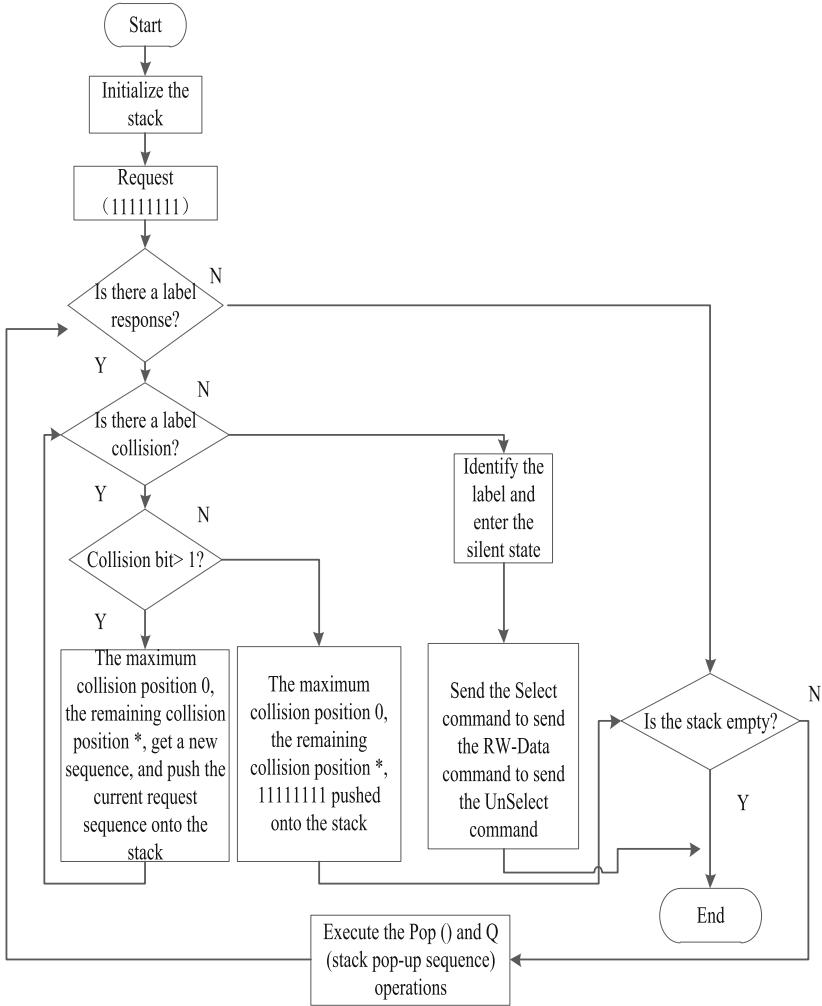 Start
Initialize the
stack
Request
（11111111）
N
Is there a label
response?
Y
N
Is there a label
collision?
Y
N
Collision bit> 1?
Y
The maximum
collision position 0,
the remaining collision
position *, get a new
sequence, and push the
current request
sequence onto the
stack
The maximum
collision position 0,
the remaining
collision position *,
11111111 pushed
onto the stack
Identify the
label and
enter the
silent state
Send the Select
command to send
the RW-Data
command to send
the UnSelect
command
Is the stack empty?
N
Y
End
Execute the Pop () and Q
(stack pop-up sequence)
operations